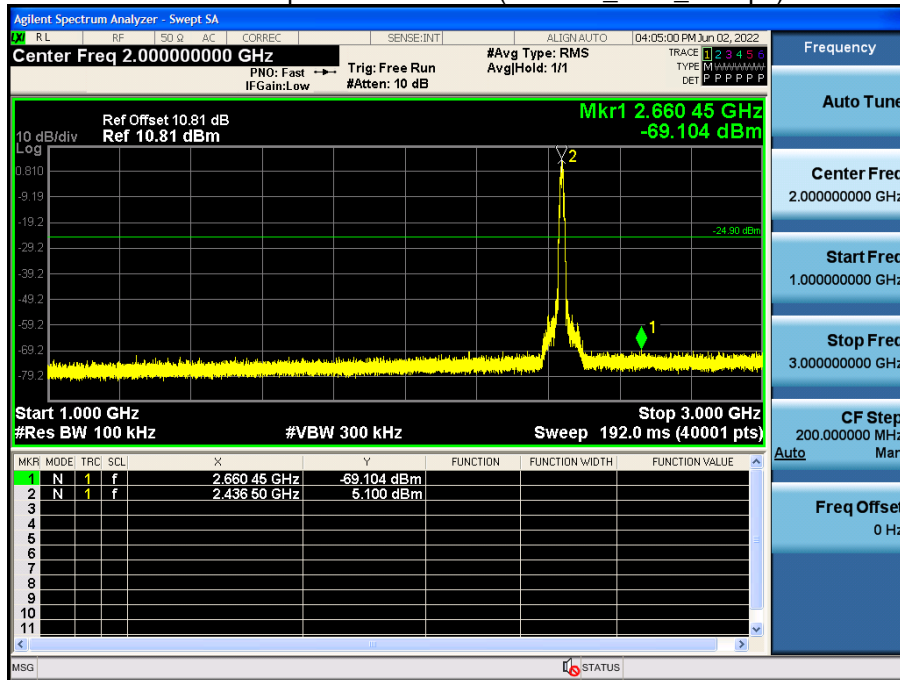 Agilent Spectrum Analyzer - Swept SA
LXI RL RF 50 Ω AC CORREC SENSE:INT ALIGN AUTO 04:05:00 PM Jun 02, 2022
Center Freq 2.000000000 GHz
PNO: Fast
IFGain:Low
Trig: Free Run
#Atten: 10 dB
#Avg Type: RMS
Avg|Hold: 1/1
TRACE 1 2 3 4 5 6
TYPE M W W W W W
DET P P P P P P
Mkr1 2.660 45 GHz
-69.104 dBm
Ref Offset 10.81 dB
10 dB/div Ref 10.81 dBm
Log
2
0.810
-9.19
-19.2
-24.90 dBm
-29.2
-39.2
-49.2
-59.2
1
-69.2
-79.2
Start 1.000 GHz Stop 3.000 GHz
#Res BW 100 kHz #VBW 300 kHz Sweep 192.0 ms (40001 pts)
MKR MODE TRC SCL X Y FUNCTION FUNCTION WIDTH FUNCTION VALUE
1 N 1 f 2.660 45 GHz -69.104 dBm
2 N 1 f 2.436 50 GHz 5.100 dBm
3
4
5
6
7
8
9
10
11
MSG STATUS
Frequency
Auto Tune
Center Freq
2.000000000 GHz
Start Freq
1.000000000 GHz
Stop Freq
3.000000000 GHz
CF Step
200.000000 MHz
Auto Man
Freq Offset
0 Hz